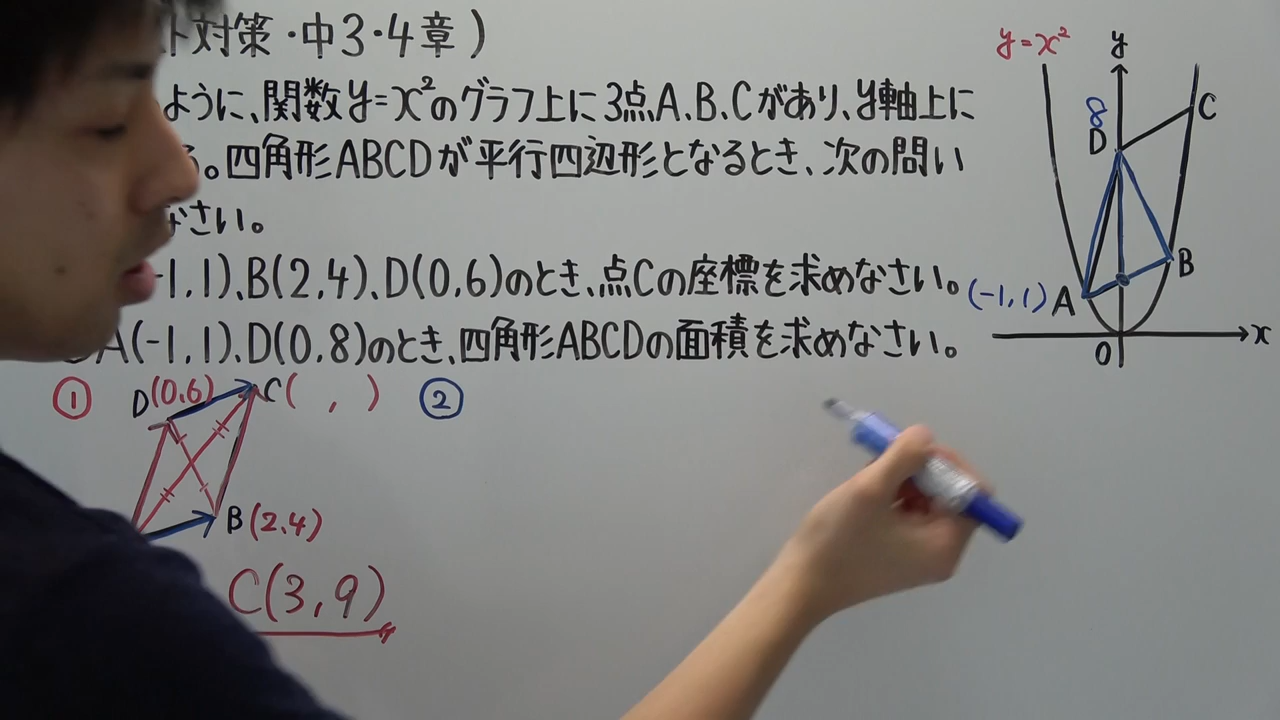 ト対策・中3・4章)
ように、関数y=x²のグラフ上に3点A、B、Cがあり、y軸上に
。四角形ABCDが平行四辺形となるとき、次の問い
なさい。
-1,1)、B(2,4)、D(0,6)のとき、点Cの座標を求めなさい。
A(-1,1)、D(0,8)のとき、四角形ABCDの面積を求めなさい。
① D(0,6) C( , ) ②
B(2,4)
C(3,9)
y=x² y
8
D C
B
(-1,1) A
O x